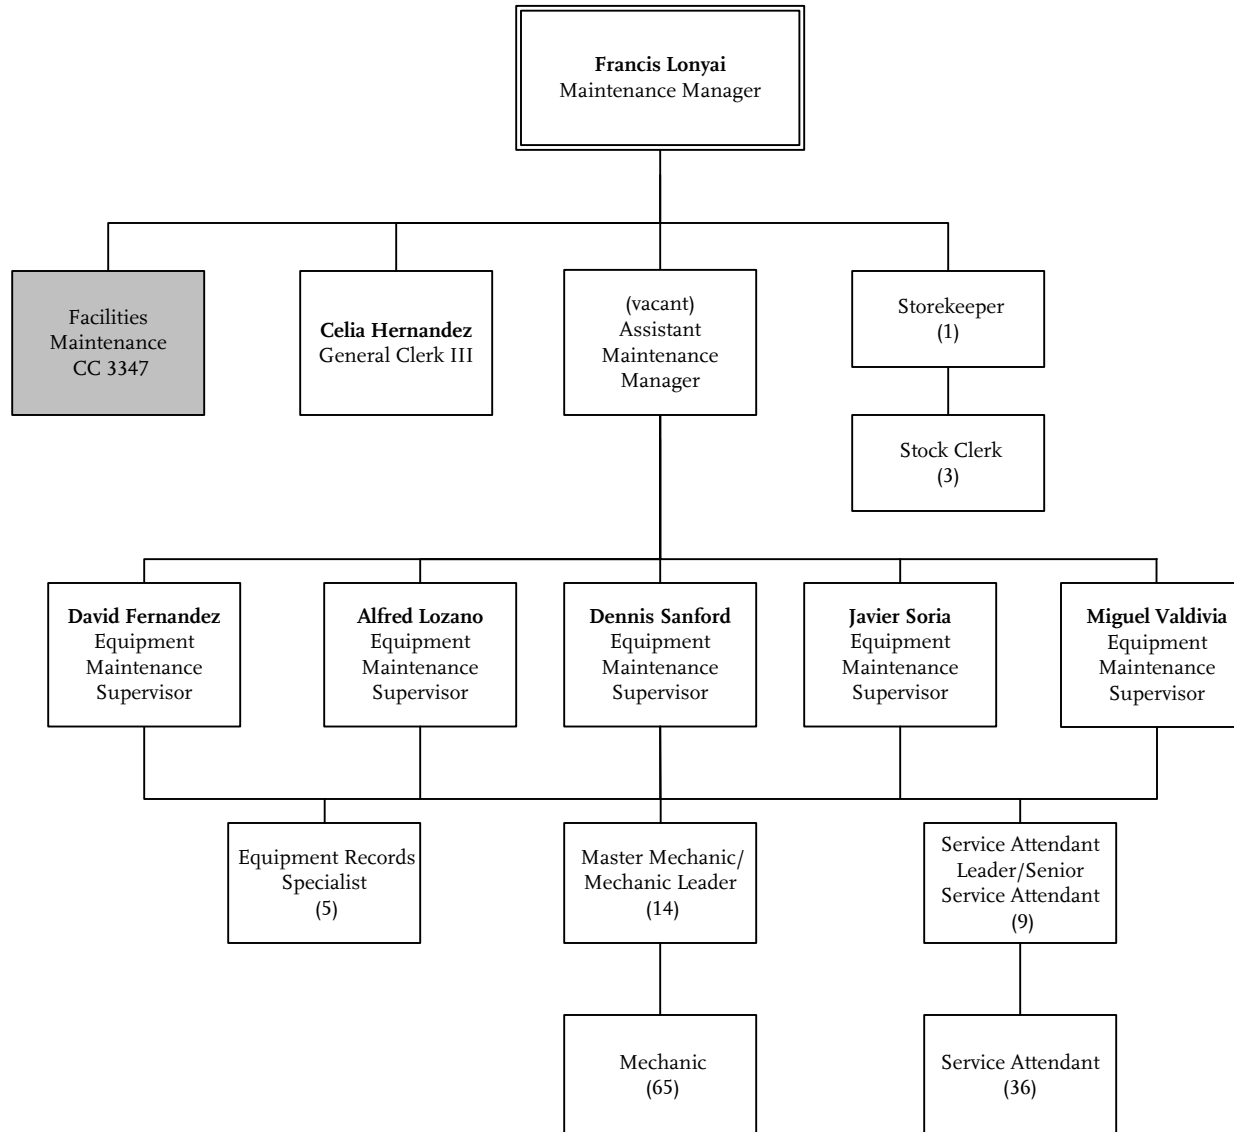 Francis Lonyai
Maintenance Manager
Facilities
Maintenance
CC 3347
Celia Hernandez
General Clerk III
(vacant)
Assistant
Maintenance
Manager
Storekeeper
(1)
Stock Clerk
(3)
David Fernandez
Equipment
Maintenance
Supervisor
Alfred Lozano
Equipment
Maintenance
Supervisor
Dennis Sanford
Equipment
Maintenance
Supervisor
Javier Soria
Equipment
Maintenance
Supervisor
Miguel Valdivia
Equipment
Maintenance
Supervisor
Equipment Records
Specialist
(5)
Master Mechanic/
Mechanic Leader
(14)
Service Attendant
Leader/Senior
Service Attendant
(9)
Mechanic
(65)
Service Attendant
(36)